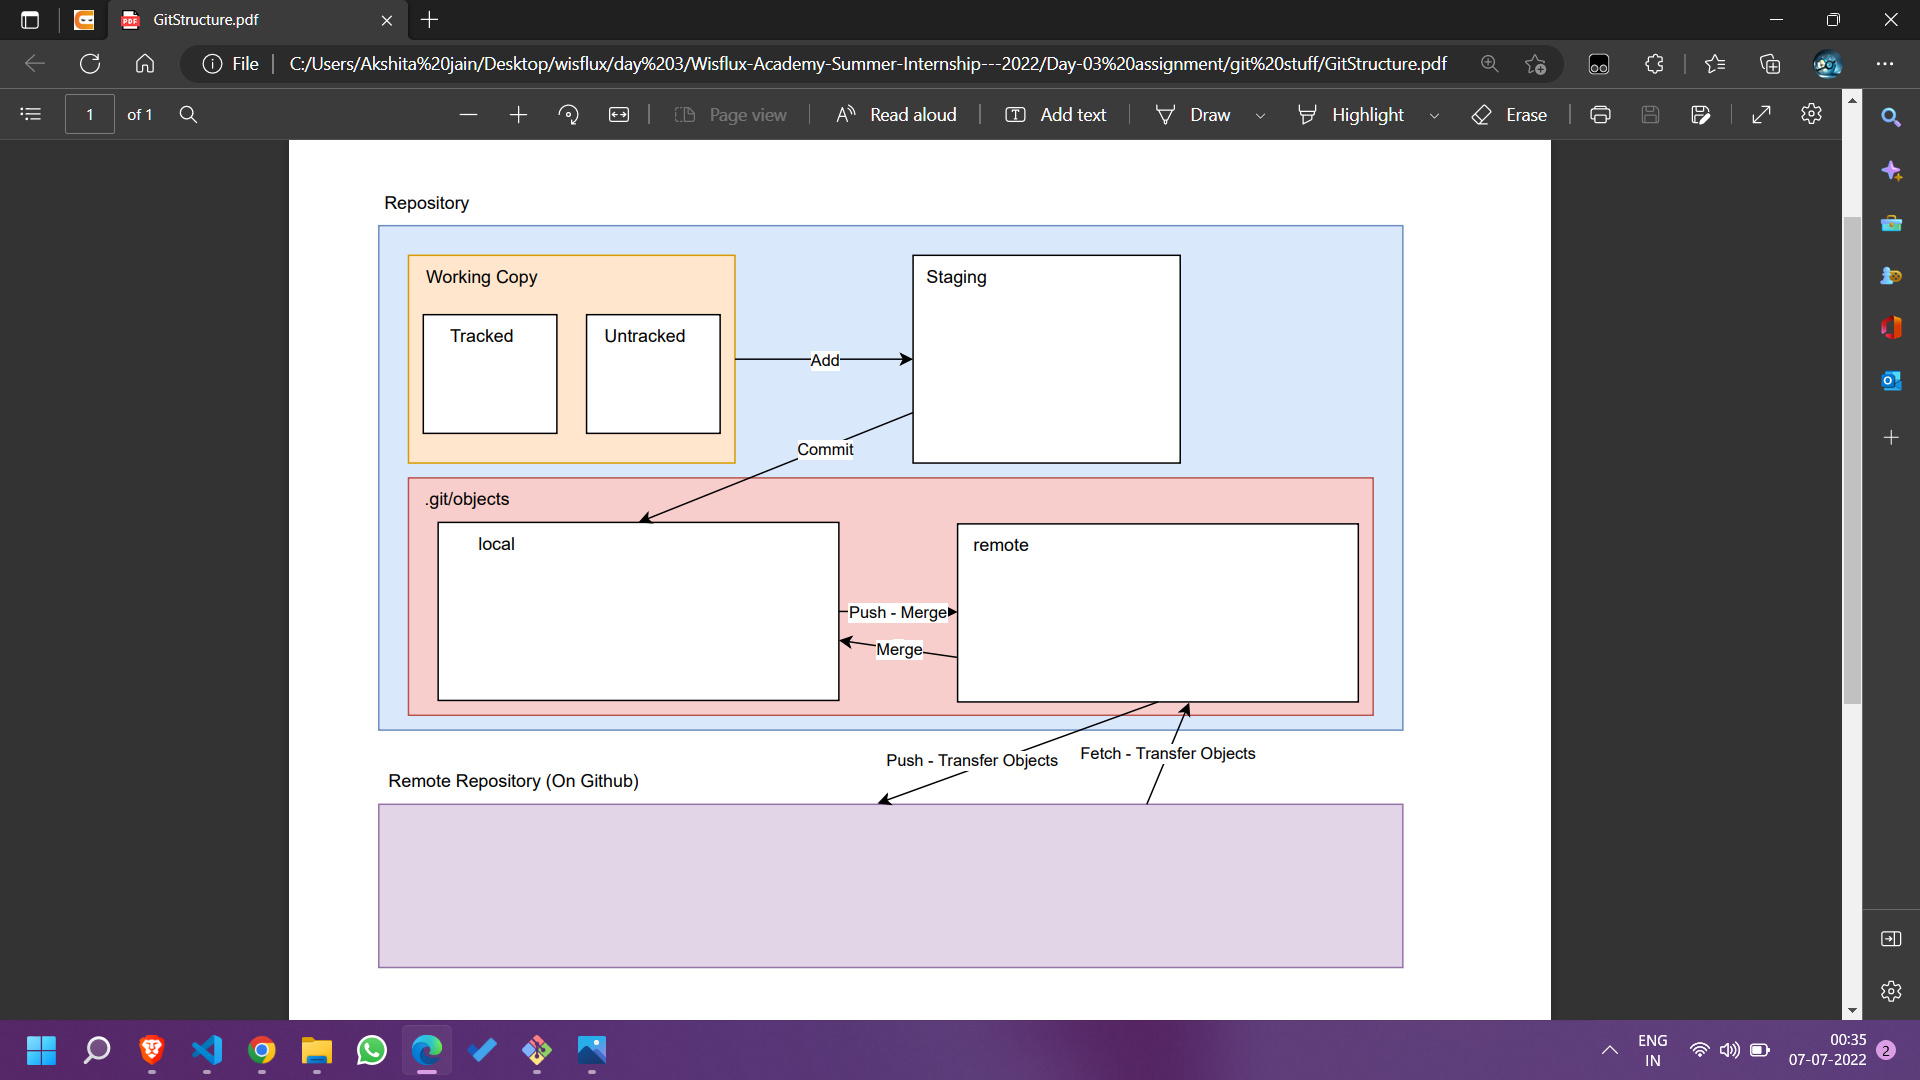 GitStructure.pdf
File
C:/Users/Akshita%20jain/Desktop/wisflux/day%203/Wisflux-Academy-Summer-Internship---2022/Day-03%20assignment/git%20stuff/GitStructure.pdf
1 of 1
Page view
Read aloud
Add text
Draw
Highlight
Erase
Repository
Working Copy
Tracked
Untracked
Add
Staging
Commit
.git/objects
local
remote
Push - Merge
Merge
Push - Transfer Objects
Fetch - Transfer Objects
Remote Repository (On Github)
ENG
IN
00:35
07-07-2022
2